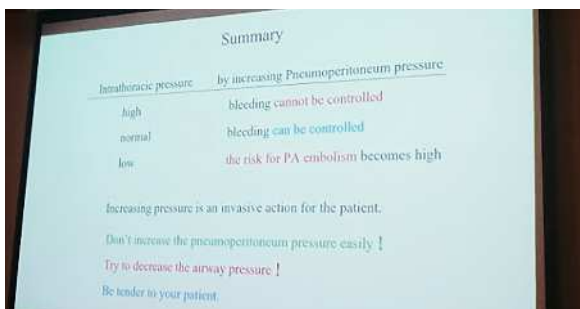 Summary
Intrathoracic pressure by increasing Pneumoperitoneum pressure
high bleeding cannot be controlled
normal bleeding can be controlled
low the risk for PA embolism becomes high
Increasing pressure is an invasive action for the patient.
Don't increase the pneumoperitoneum pressure easily !
Try to decrease the airway pressure !
Be tender to your patient.